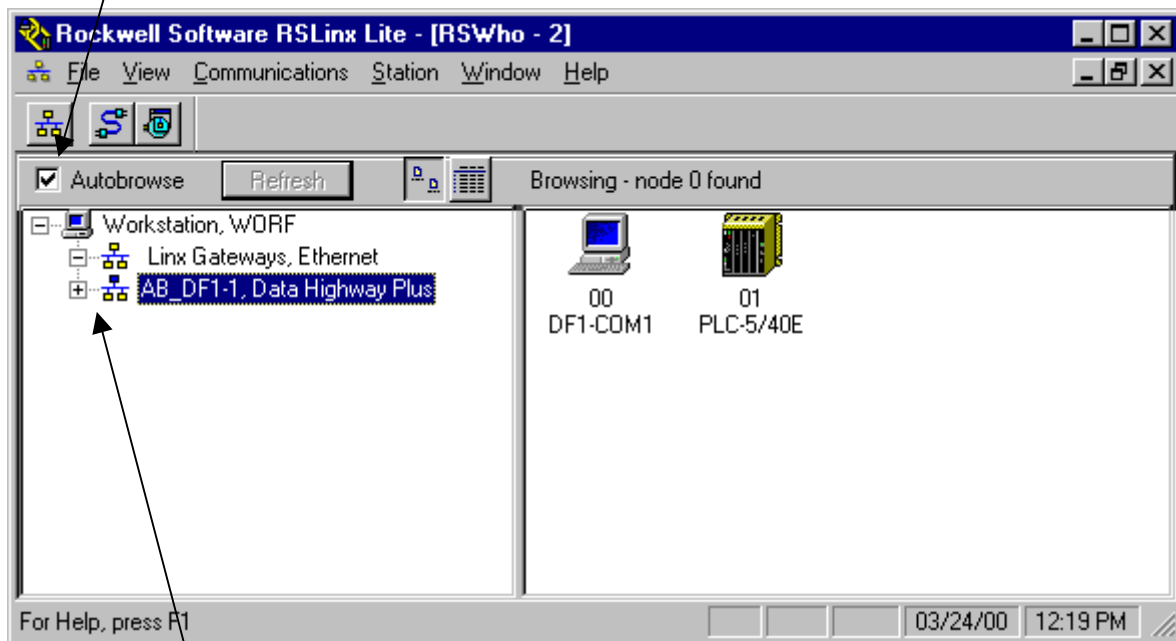 Rockwell Software RSLinx Lite - [RSWho - 2]
File View Communications Station Window Help
Autobrowse Refresh Browsing - node 0 found
Workstation, WORF
Linx Gateways, Ethernet
AB_DF1-1, Data Highway Plus
00 01
DF1-COM1 PLC-5/40E
For Help, press F1 03/24/00 12:19 PM